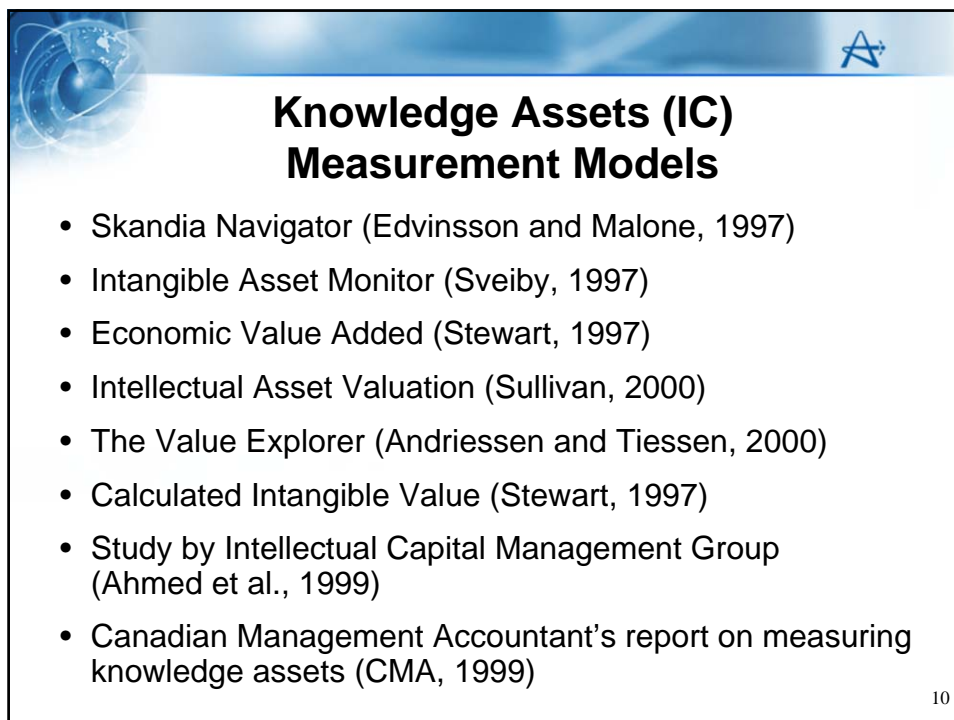 Knowledge Assets (IC)
Measurement Models
• Skandia Navigator (Edvinsson and Malone, 1997)
• Intangible Asset Monitor (Sveiby, 1997)
• Economic Value Added (Stewart, 1997)
• Intellectual Asset Valuation (Sullivan, 2000)
• The Value Explorer (Andriessen and Tiessen, 2000)
• Calculated Intangible Value (Stewart, 1997)
• Study by Intellectual Capital Management Group
(Ahmed et al., 1999)
• Canadian Management Accountant's report on measuring
knowledge assets (CMA, 1999)
10